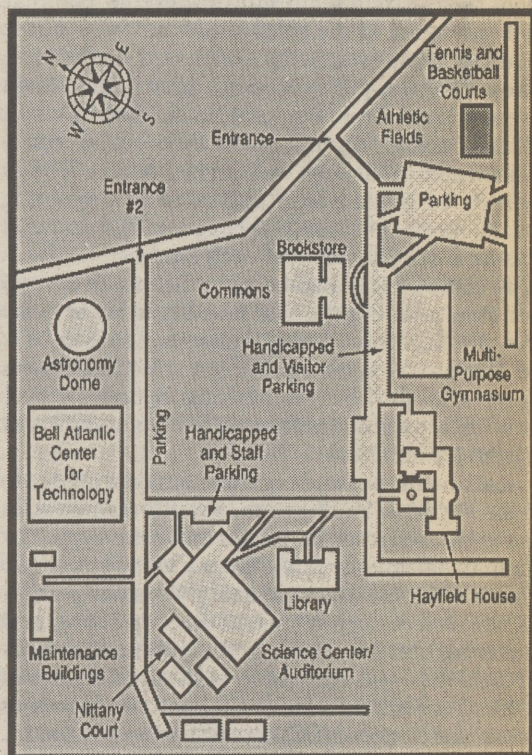 N
E
W
S
Tennis and
Basketball
Courts
Athletic
Fields
Entrance
Parking
Entrance
#2
Bookstore
Commons
Handicapped
and Visitor
Parking
Multi-
Purpose
Gymnasium
Astronomy
Dome
Bell Atlantic
Center
for
Technology
Parking
Handicapped
and Staff
Parking
Hayfield House
Library
Science Center/
Auditorium
Maintenance
Buildings
Nittany
Court